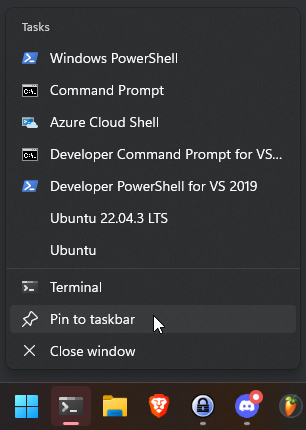 Tasks
Windows PowerShell
Command Prompt
Azure Cloud Shell
Developer Command Prompt for VS...
Developer PowerShell for VS 2019
Ubuntu 22.04.3 LTS
Ubuntu
Terminal
Pin to taskbar
Close window